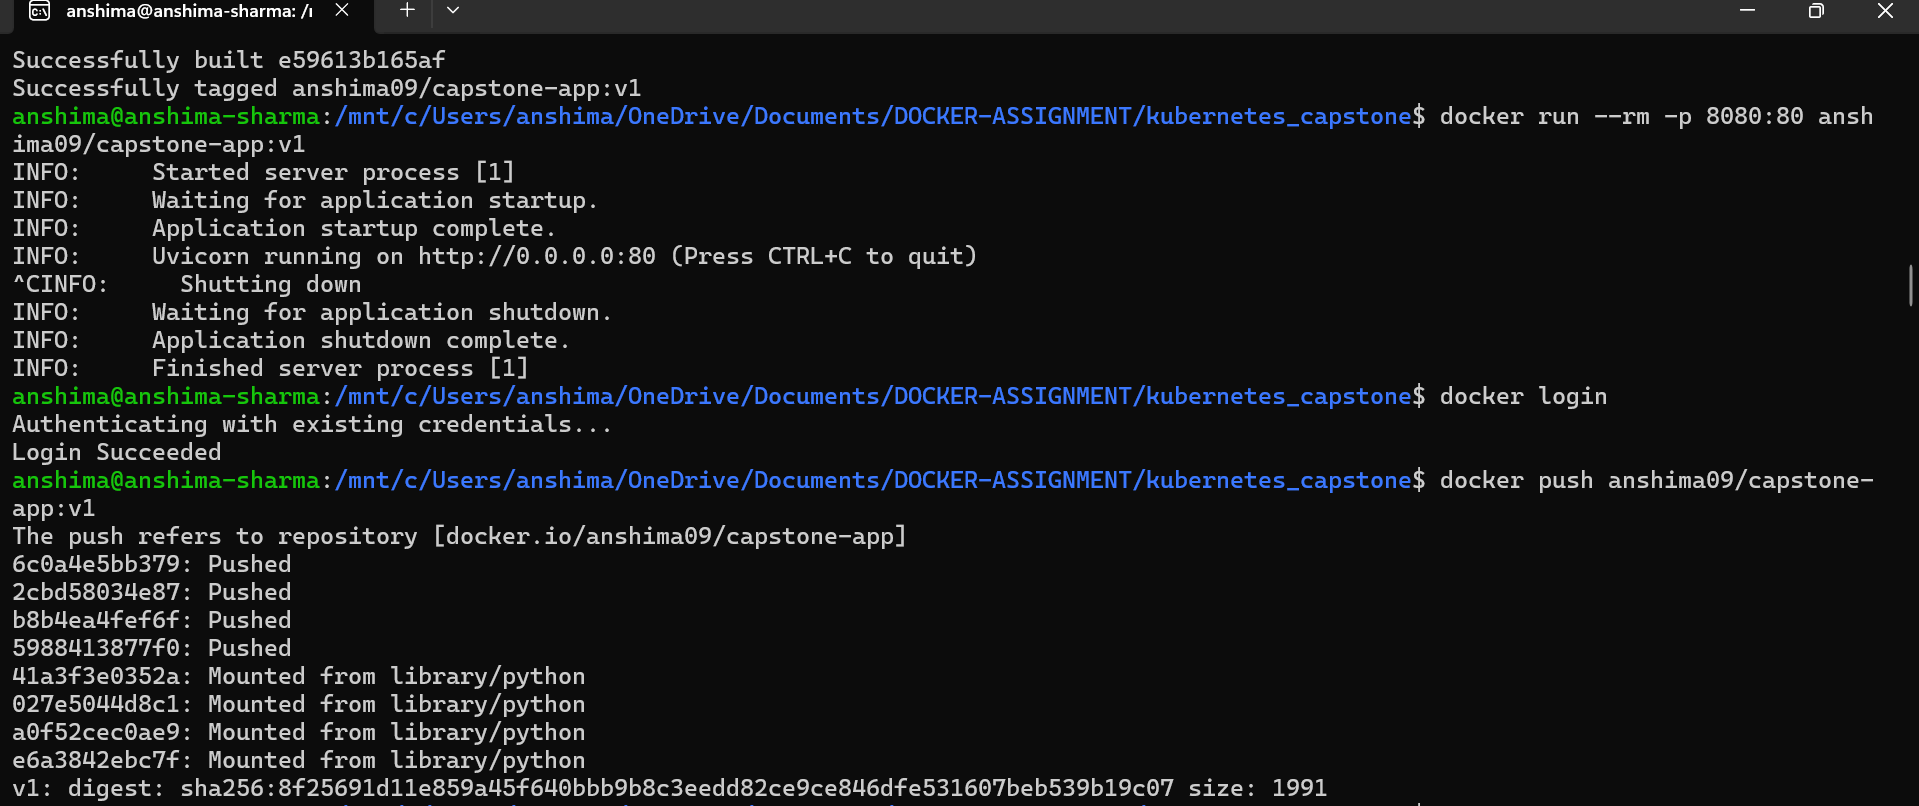 anshima@anshima-sharma: /
Successfully built e59613b165af
Successfully tagged anshima09/capstone-app:v1
anshima@anshima-sharma:/mnt/c/Users/anshima/OneDrive/Documents/DOCKER-ASSIGNMENT/kubernetes_capstone$ docker run --rm -p 8080:80 ansh
ima09/capstone-app:v1
INFO:     Started server process [1]
INFO:     Waiting for application startup.
INFO:     Application startup complete.
INFO:     Uvicorn running on http://0.0.0.0:80 (Press CTRL+C to quit)
^CINFO:     Shutting down
INFO:     Waiting for application shutdown.
INFO:     Application shutdown complete.
INFO:     Finished server process [1]
anshima@anshima-sharma:/mnt/c/Users/anshima/OneDrive/Documents/DOCKER-ASSIGNMENT/kubernetes_capstone$ docker login
Authenticating with existing credentials...
Login Succeeded
anshima@anshima-sharma:/mnt/c/Users/anshima/OneDrive/Documents/DOCKER-ASSIGNMENT/kubernetes_capstone$ docker push anshima09/capstone-
app:v1
The push refers to repository [docker.io/anshima09/capstone-app]
6c0a4e5bb379: Pushed
2cbd58034e87: Pushed
b8b4ea4fef6f: Pushed
5988413877f0: Pushed
41a3f3e0352a: Mounted from library/python
027e5044d8c1: Mounted from library/python
a0f52cec0ae9: Mounted from library/python
e6a3842ebc7f: Mounted from library/python
v1: digest: sha256:8f25691d11e859a45f640bbb9b8c3eedd82ce9ce846dfe531607beb539b19c07 size: 1991